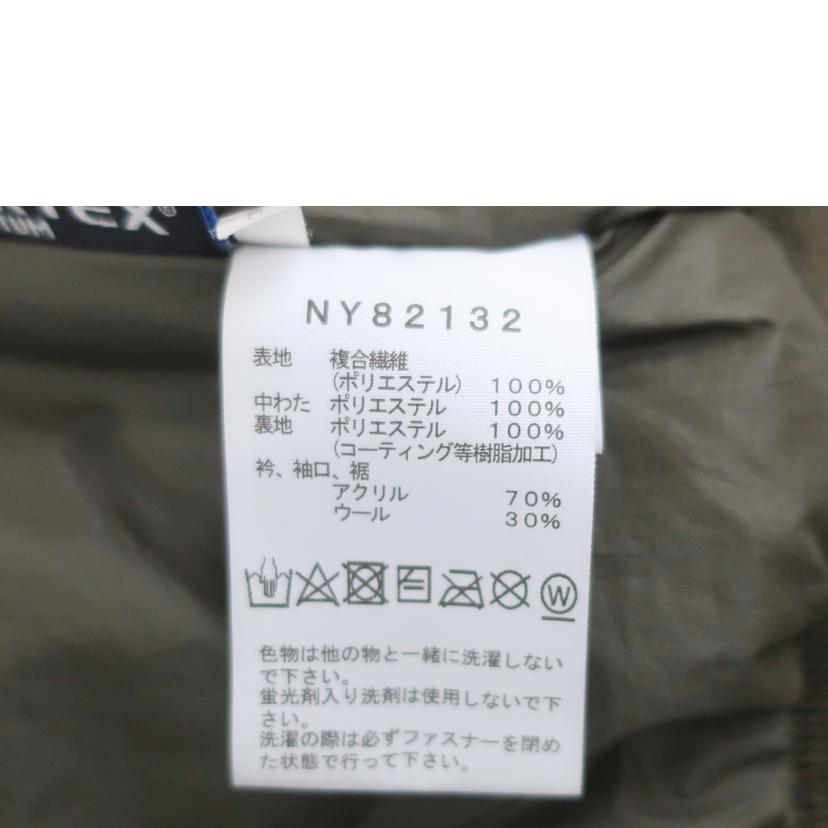 TEX®
TUM
NY82132
表地 複合繊維
(ポリエステル) 100%
中わた ポリエステル 100%
裏地 ポリエステル 100%
(コーティング等樹脂加工)
衿、袖口、裾
アクリル 70%
ウール 30%
W
色物は他の物と一緒に洗濯しない
で下さい。
蛍光剤入り洗剤は使用しないで下
さい。
洗濯の際は必ずファスナーを閉め
た状態で行って下さい。